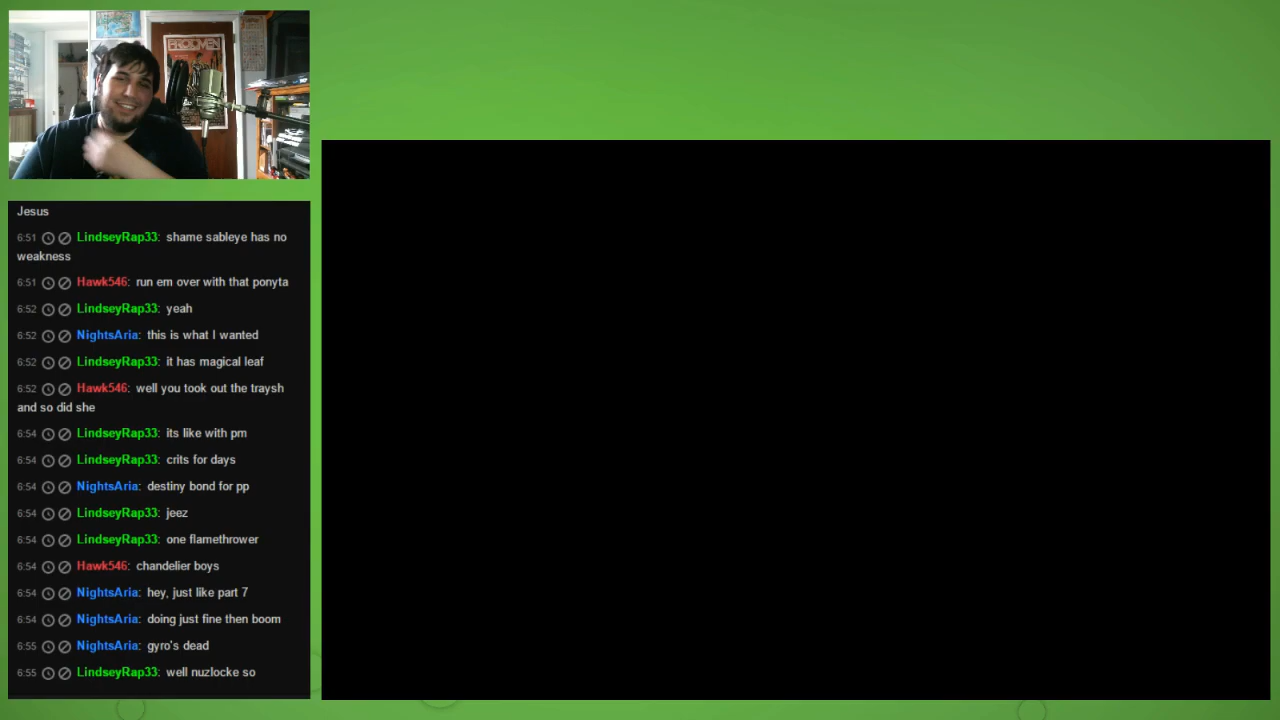 PROTOMEN
Jesus
6:51 LindseyRap33: shame sableye has no
weakness
6:51 Hawk546: run em over with that ponyta
6:52 LindseyRap33: yeah
6:52 NightsAria: this is what I wanted
6:52 LindseyRap33: it has magical leaf
6:52 Hawk546: well you took out the traysh
and so did she
6:54 LindseyRap33: its like with pm
6:54 LindseyRap33: crits for days
6:54 NightsAria: destiny bond for pp
6:54 LindseyRap33: jeez
6:54 LindseyRap33: one flamethrower
6:54 Hawk546: chandelier boys
6:54 NightsAria: hey, just like part 7
6:54 NightsAria: doing just fine then boom
6:55 NightsAria: gyro's dead
6:55 LindseyRap33: well nuzlocke so